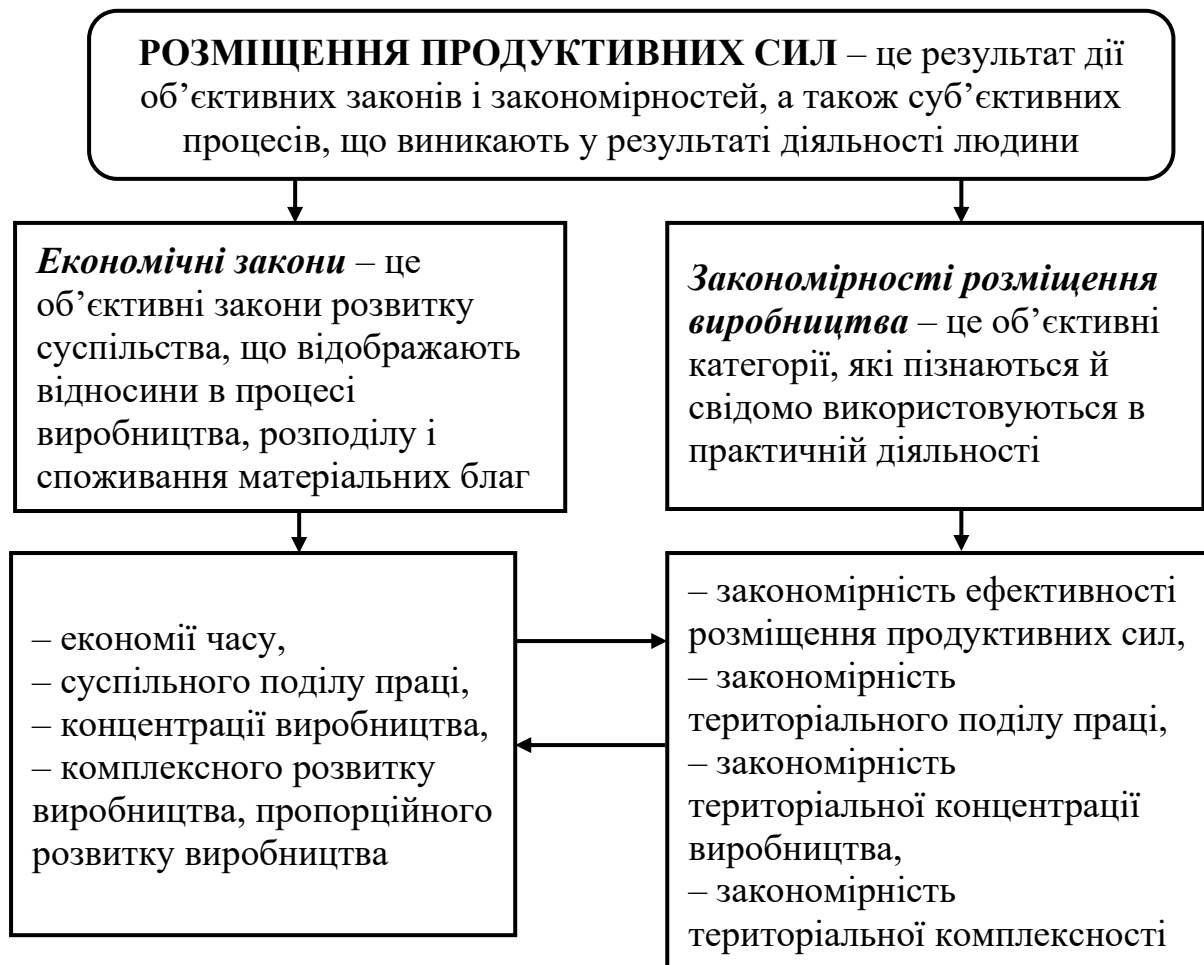 РОЗМІЩЕННЯ ПРОДУКТИВНИХ СИЛ – це результат дії
об’єктивних законів і закономірностей, а також суб’єктивних
процесів, що виникають у результаті діяльності людини
Економічні закони – це
об’єктивні закони розвитку
суспільства, що відображають
відносини в процесі
виробництва, розподілу і
споживання матеріальних благ
Закономірності розміщення
виробництва – це об’єктивні
категорії, які пізнаються й
свідомо використовуються в
практичній діяльності
– економії часу,
– суспільного поділу праці,
– концентрації виробництва,
– комплексного розвитку
виробництва, пропорційного
розвитку виробництва
– закономірність ефективності
розміщення продуктивних сил,
– закономірність
територіального поділу праці,
– закономірність
територіальної концентрації
виробництва,
– закономірність
територіальної комплексності